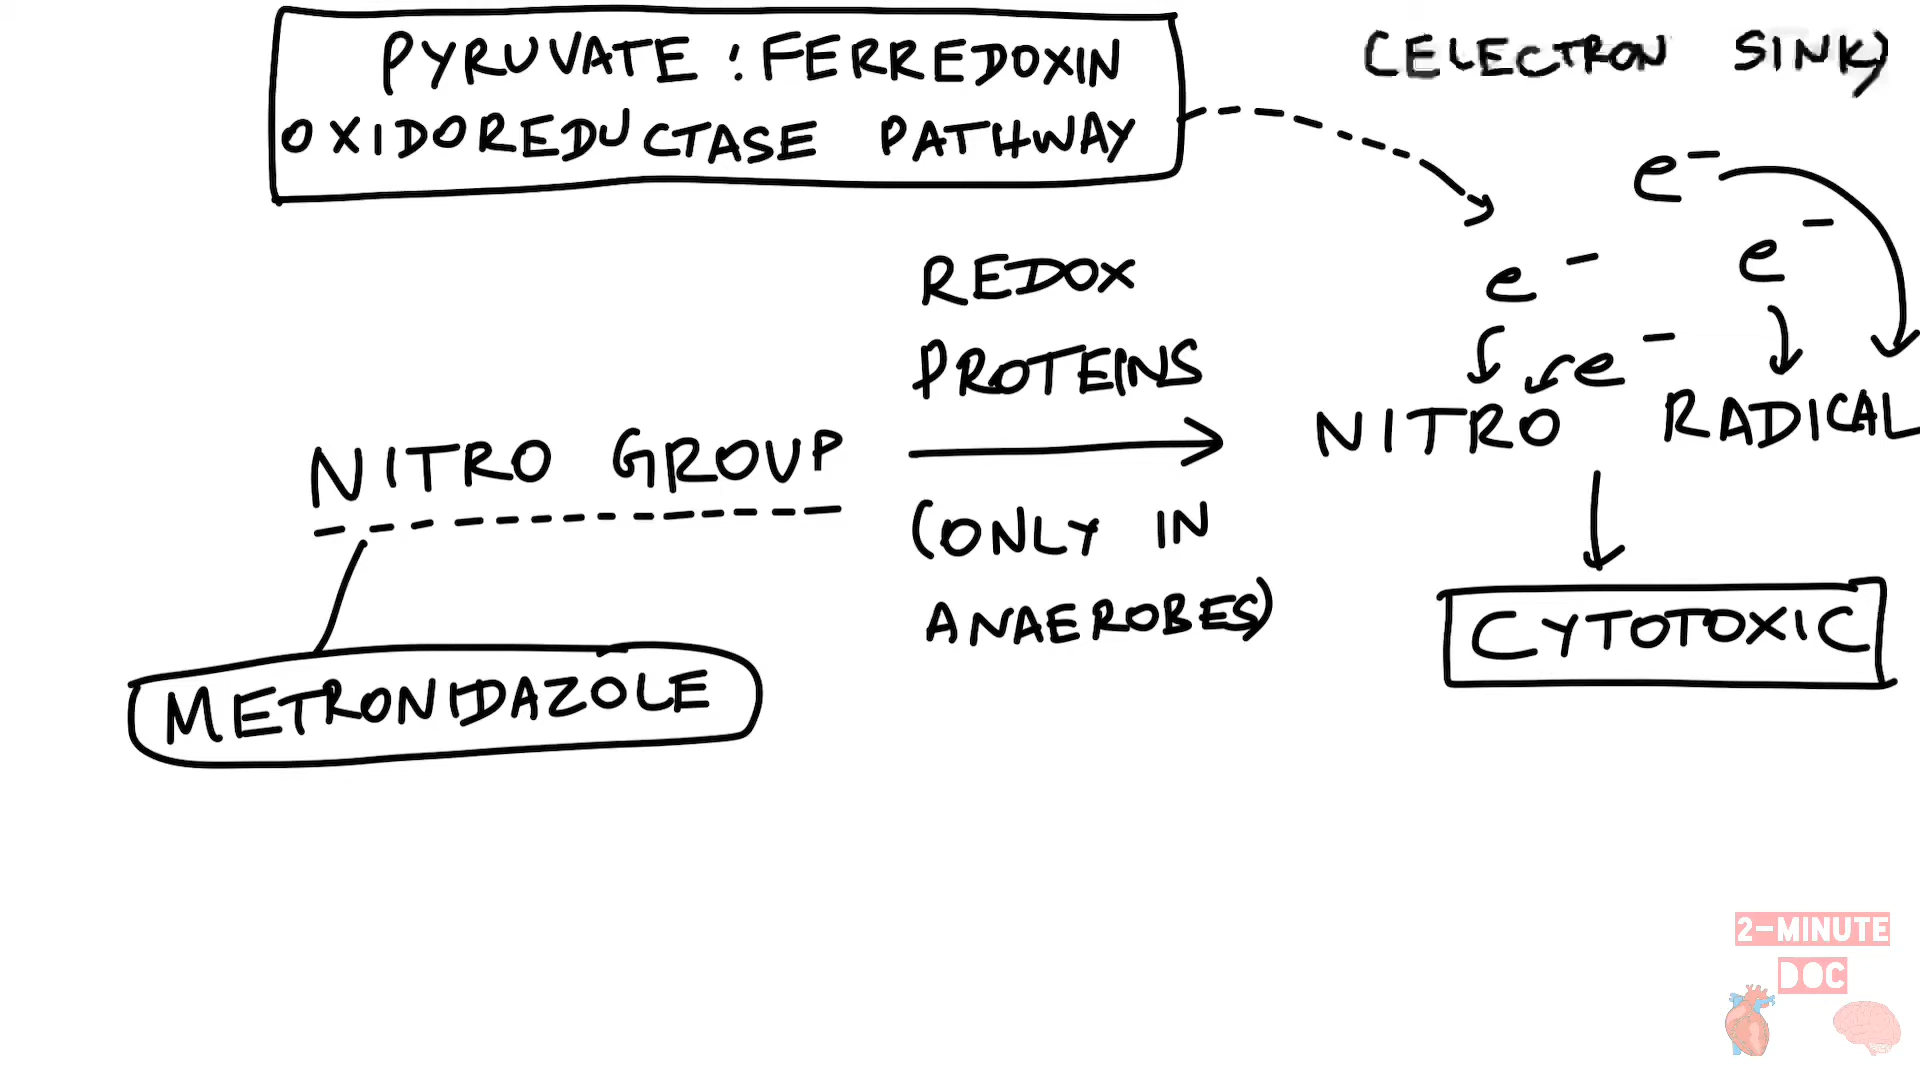 PYRUVATE : FERREDOXIN
OXIDOREDUCTASE PATHWAY
(ELECTRON SINK)
e⁻
e⁻
e⁻
e⁻
REDOX
PROTEINS
(ONLY IN
ANAEROBES)
NITRO GROUP
NITRO RADICAL
CYTOTOXIC
METRONIDAZOLE
2-MINUTE
DOC